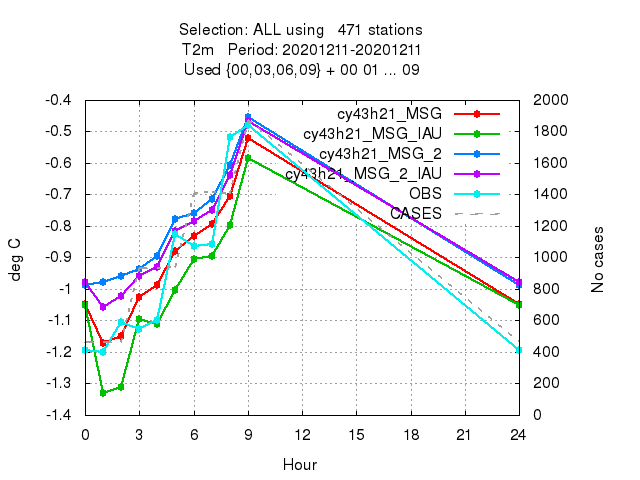 Selection: ALL using   471 stations
T2m   Period: 20201211-20201211
Used {00,03,06,09} + 00 01 ... 09
-0.4
-0.5
-0.6
-0.7
-0.8
-0.9
-1
-1.1
-1.2
-1.3
-1.4
deg C
cy43h21_MSG
cy43h21_MSG_IAU
cy43h21_MSG_2
cy43h21_MSG_2_IAU
OBS
CASES
2000
1800
1600
1400
1200
1000
800
600
400
200
0
No cases
0 3 6 9 12 15 18 21 24
Hour